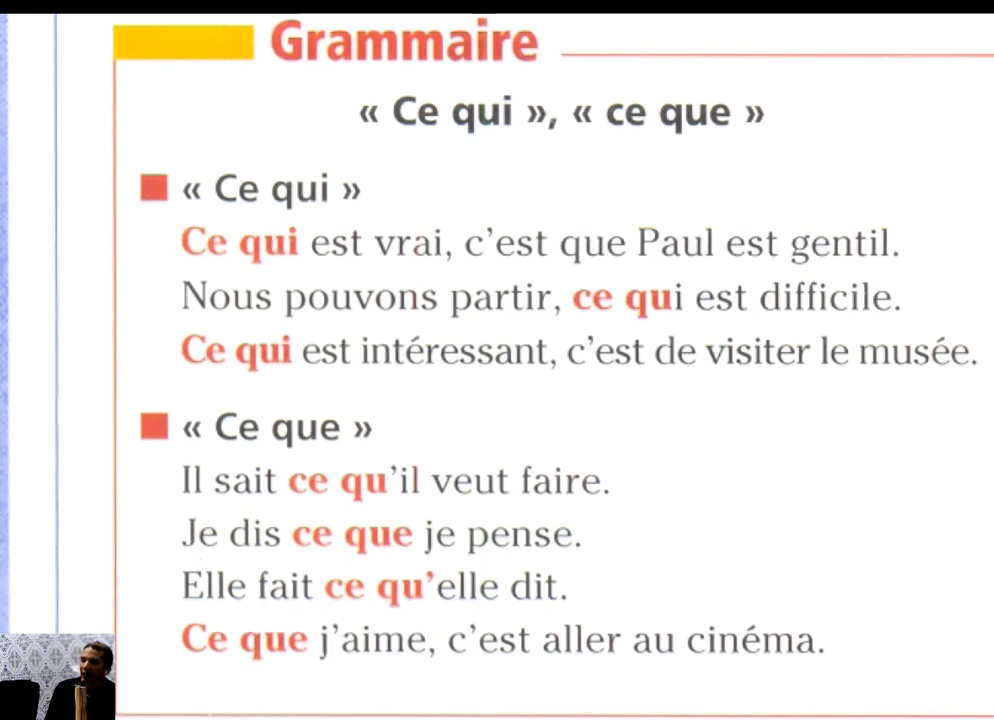 Grammaire
« Ce qui », « ce que »
« Ce qui »
Ce qui est vrai, c'est que Paul est gentil.
Nous pouvons partir, ce qui est difficile.
Ce qui est intéressant, c'est de visiter le musée.
« Ce que »
Il sait ce qu'il veut faire.
Je dis ce que je pense.
Elle fait ce qu'elle dit.
Ce que j'aime, c'est aller au cinéma.